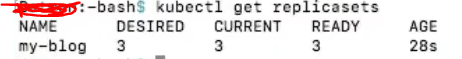 :~bash$ kubectl get replicasets
NAME DESIRED CURRENT READY AGE
my-blog 3 3 3 28s